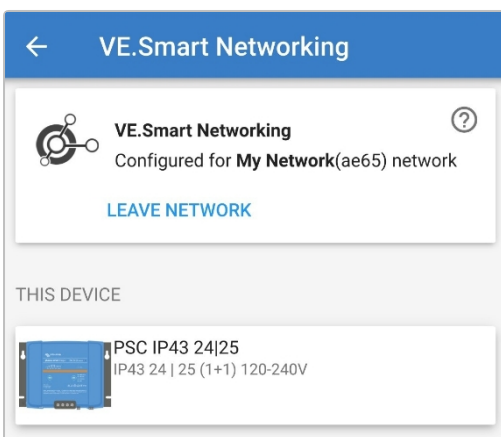 VE.Smart Networking
VE.Smart Networking
Configured for My Network(ae65) network
LEAVE NETWORK
THIS DEVICE
PSC IP43 24|25
IP43 24 | 25 (1+1) 120-240V